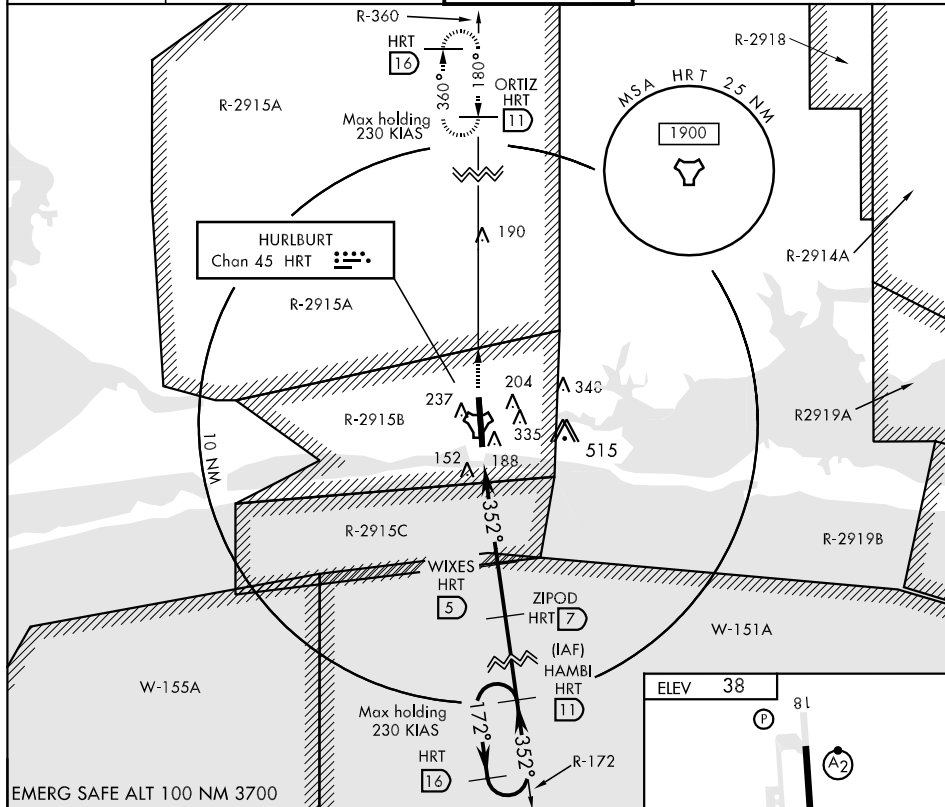 R-360
HRT
16
360°
180°
ORTIZ
HRT
11
Max holding
230 KIAS
R-2915A
MSA HRT 25 NM
1900
R-2918
R-2914A
HURLBURT
Chan 45 HRT
190
R-2915A
R-2915B
237
204
335
348
515
188
152
R2919A
10 NM
R-2915C
352°
R-2919B
WIXES
HRT
5
ZIPOD
HRT 7
W-151A
(IAF)
HAMBI
HRT
11
W-155A
Max holding
230 KIAS
172°
352°
HRT
16
R-172
EMERG SAFE ALT 100 NM 3700
ELEV 38
18
P
A2